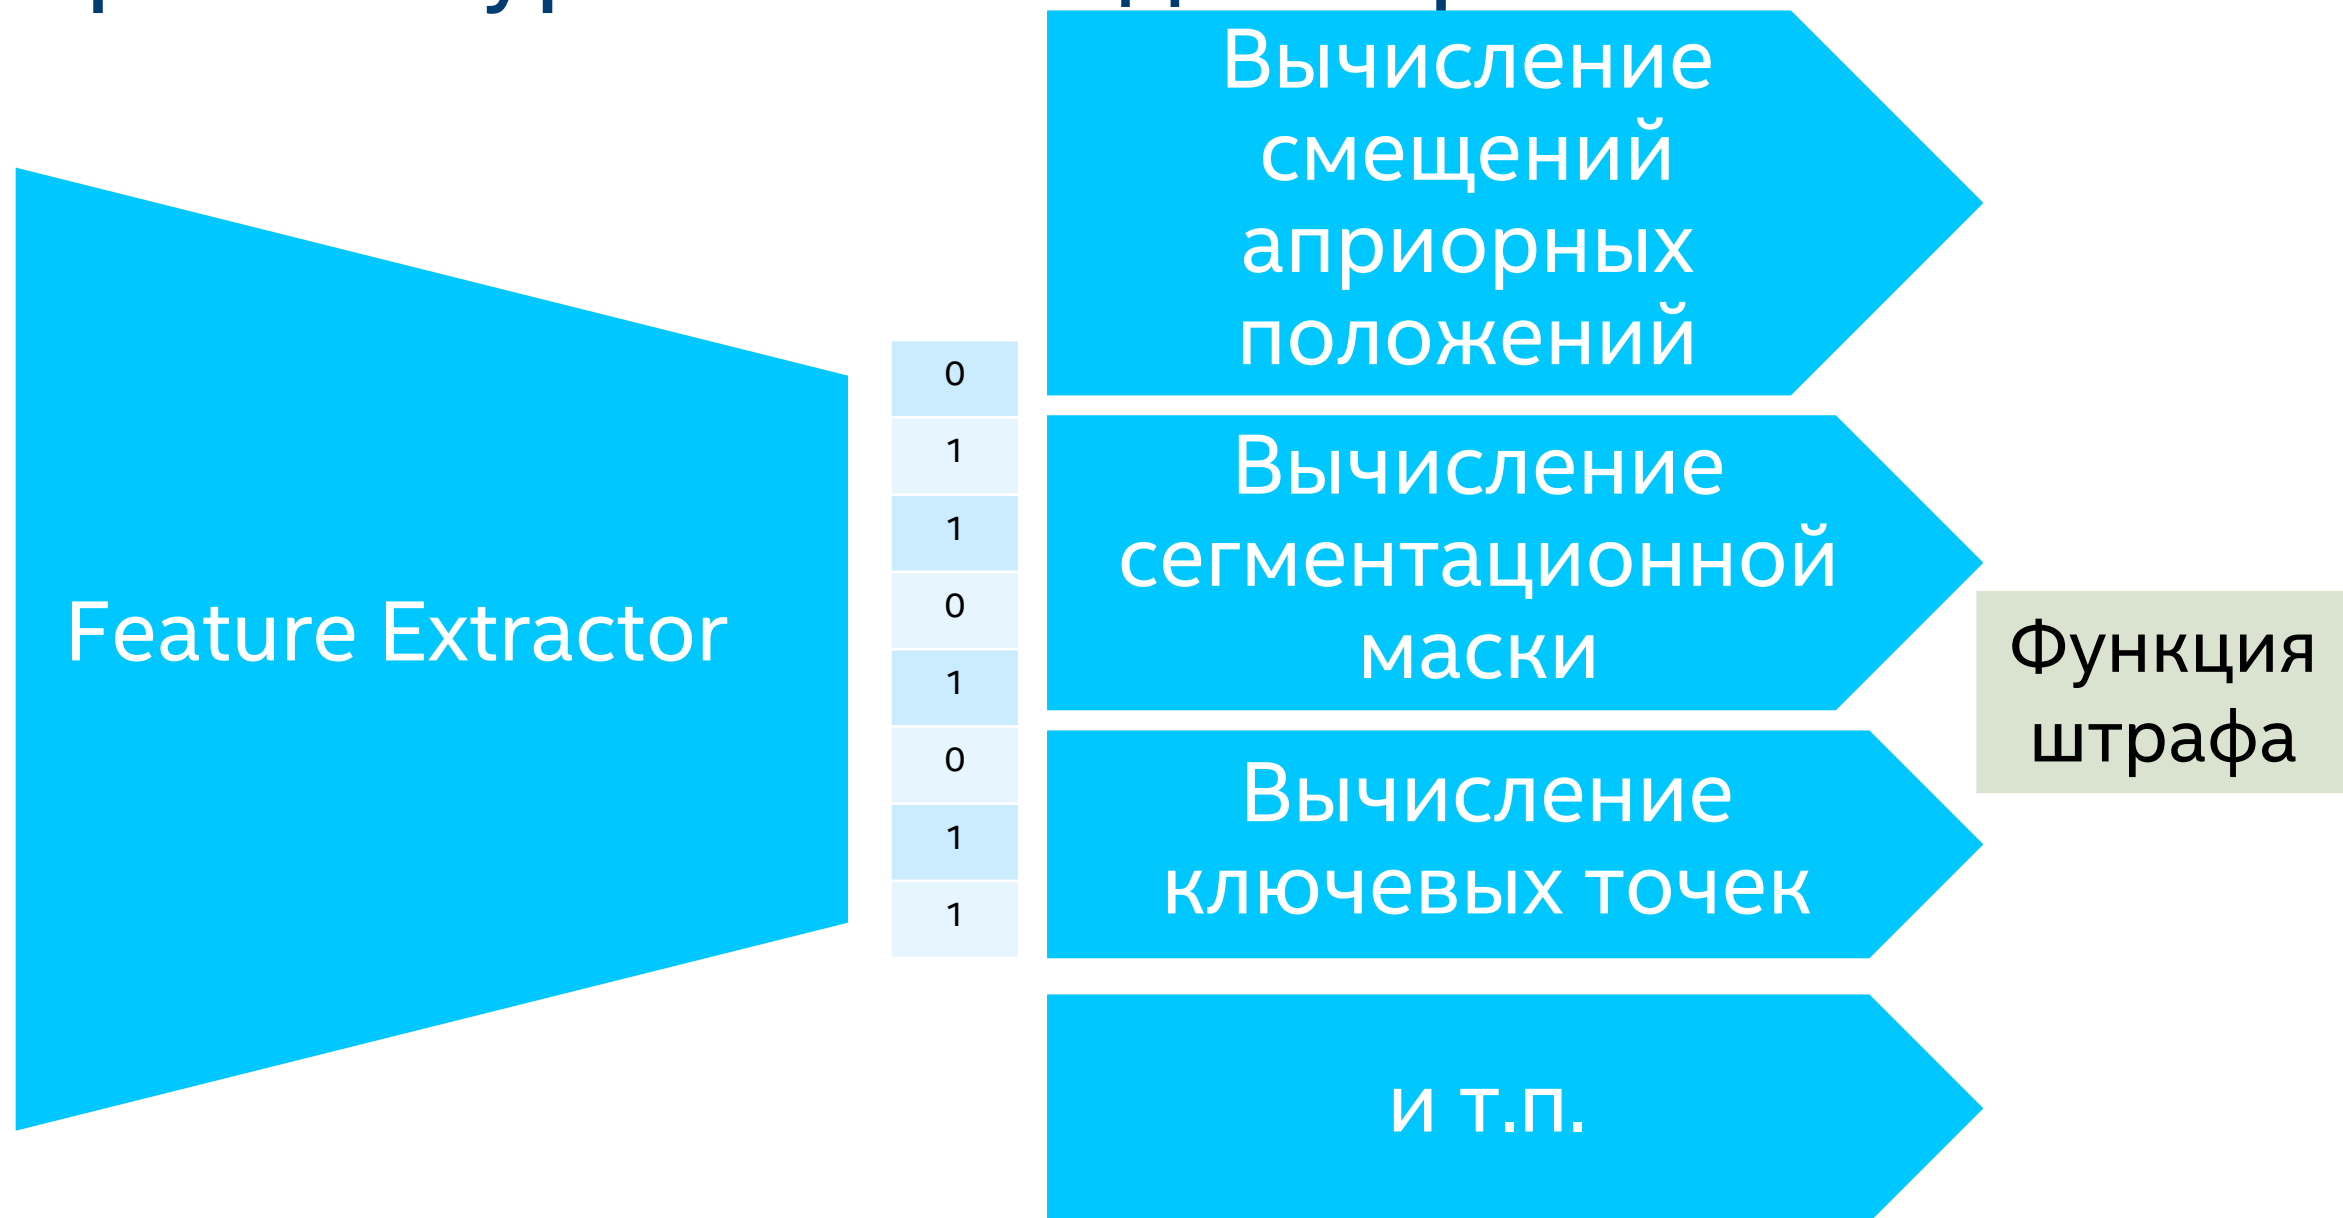 Feature Extractor
0
1
1
0
1
0
1
1
Вычисление
смещений
априорных
положений
Вычисление
сегментационной
маски
Вычисление
ключевых точек
и т.п.
Функция
штрафа